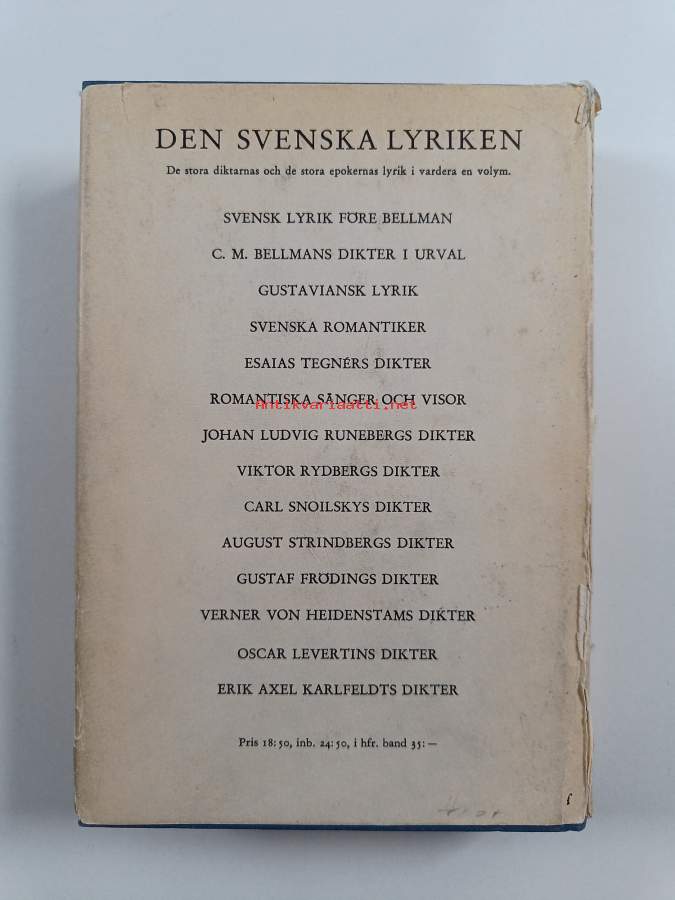 DEN SVENSKA LYRIKEN
De stora diktarnas och de stora epokernas lyrik i vardera en volym.
SVENSK LYRIK FÖRE BELLMAN
C. M. BELLMANS DIKTER I URVAL
GUSTAVIANSK LYRIK
SVENSKA ROMANTIKER
ESAIAS TEGNÉRS DIKTER
ROMANTISKA SÅNGER OCH VISOR
Antikvariaatti.net
JOHAN LUDVIG RUNEBERGS DIKTER
VIKTOR RYDBERGS DIKTER
CARL SNOILSKYS DIKTER
AUGUST STRINDBERGS DIKTER
GUSTAF FRÖDINGS DIKTER
VERNER VON HEIDENSTAMS DIKTER
OSCAR LEVERTINS DIKTER
ERIK AXEL KARLFELDTS DIKTER
Pris 18:50, inb. 24:50, i hfr. band 35: —